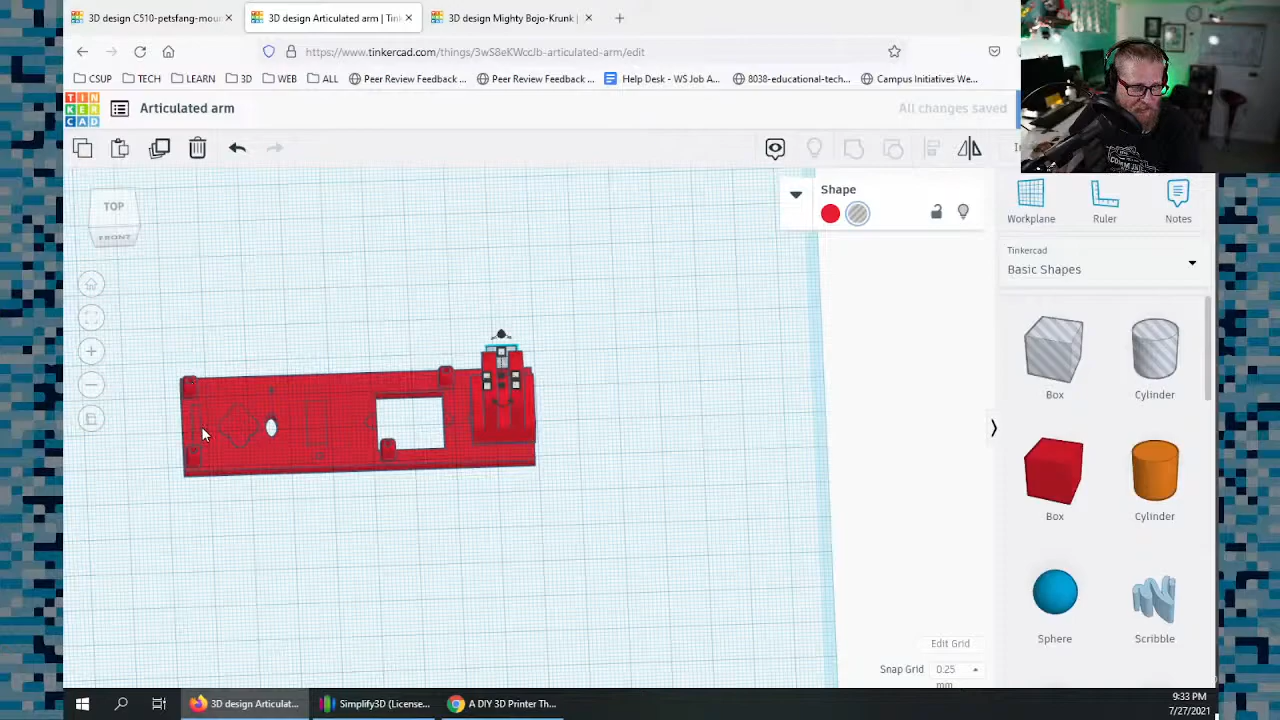 3D design C510-petsfang-mou
3D design Articulated arm | Tink
3D design Mighty Bojo-Krunk |
https://www.tinkercad.com/things/3wS8eKWccJb-articulated-arm/edit
CSUP
TECH
LEARN
3D
WEB
ALL
Peer Review Feedback ...
Peer Review Feedback ...
Help Desk - WS Job A...
8038-educational-tech...
Campus Initiatives We...
TIN
KER
CAD
Articulated arm
All changes saved
TOP
FRONT
Shape
Workplane
Ruler
Notes
Tinkercad
Basic Shapes
Box
Cylinder
Box
Cylinder
Sphere
Scribble
Edit Grid
Snap Grid
0.25
mm
3D design Articulat...
Simplify3D (License...
A DIY 3D Printer Th...
9:33 PM
7/27/2021